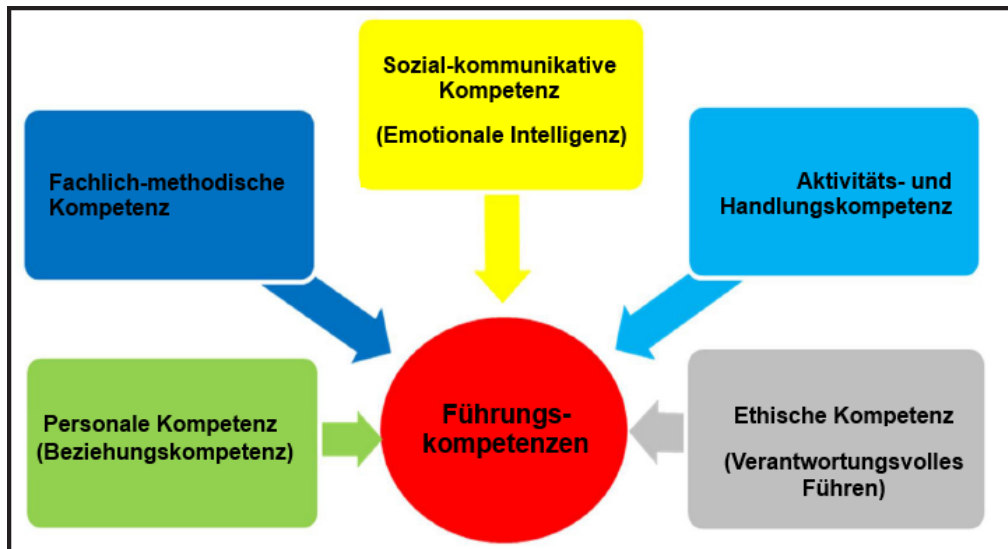 Sozial-kommunikative
Kompetenz
(Emotionale Intelligenz)
Fachlich-methodische
Kompetenz
Aktivitäts- und
Handlungskompetenz
Personale Kompetenz
(Beziehungskompetenz)
Führungs-
kompetenzen
Ethische Kompetenz
(Verantwortungsvolles
Führen)